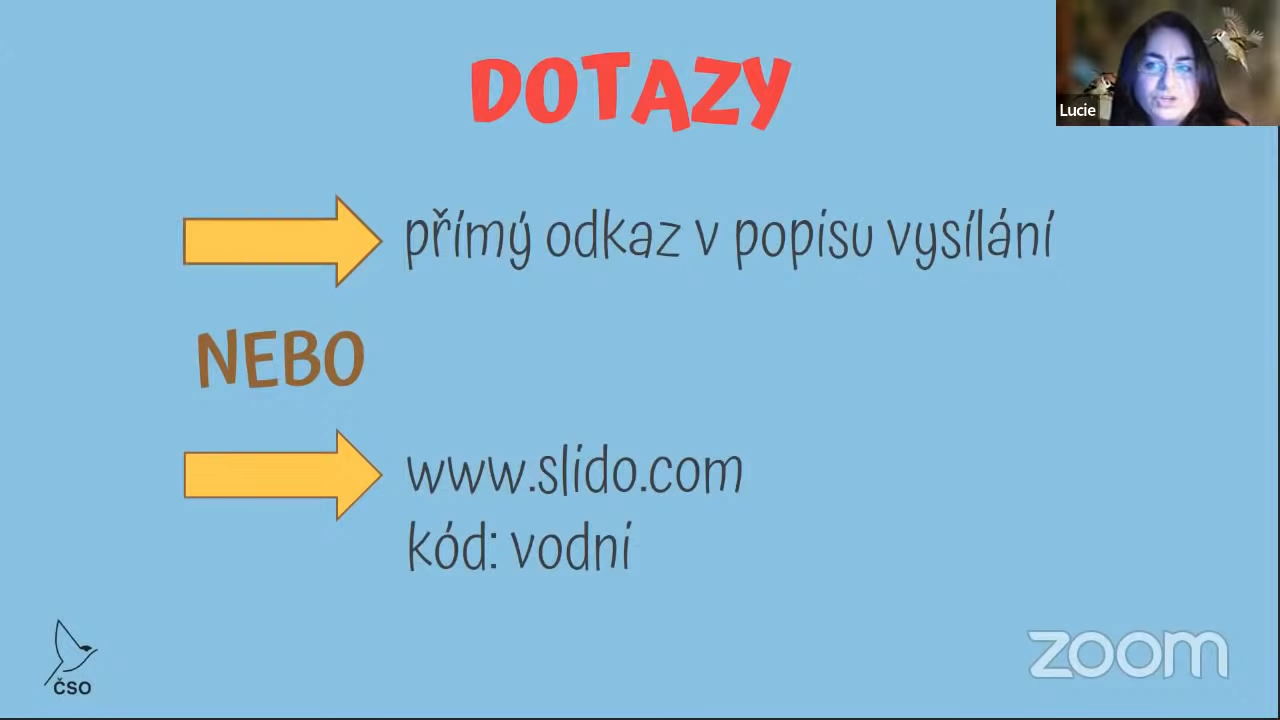 DOTAZY
Lucie
přímý odkaz v popisu vysílání
NEBO
www.slido.com
kód: vodni
ČSO
zoom